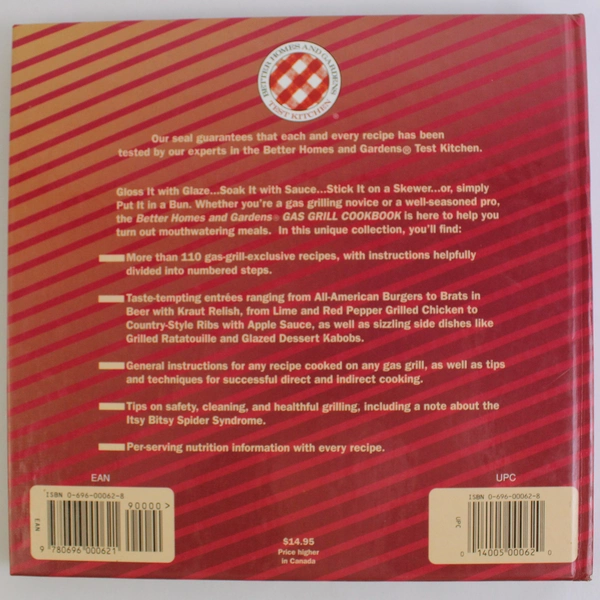 BETTER HOMES AND GARDENS®
TEST KITCHEN
Our seal guarantees that each and every recipe has been
tested by our experts in the Better Homes and Gardens® Test Kitchen.
Gloss It with Glaze...Soak It with Sauce...Stick It on a Skewer...or, simply
Put It in a Bun. Whether you're a gas grilling novice or a well-seasoned pro,
the Better Homes and Gardens® GAS GRILL COOKBOOK is here to help you
turn out mouthwatering meals. In this unique collection, you'll find:
More than 110 gas-grill-exclusive recipes, with instructions helpfully
divided into numbered steps.
Taste-tempting entrées ranging from All-American Burgers to Brats in
Beer with Kraut Relish, from Lime and Red Pepper Grilled Chicken to
Country-Style Ribs with Apple Sauce, as well as sizzling side dishes like
Grilled Ratatouille and Glazed Dessert Kabobs.
General instructions for any recipe cooked on any gas grill, as well as tips
and techniques for successful direct and indirect cooking.
Tips on safety, cleaning, and healthful grilling, including a note about the
Itsy Bitsy Spider Syndrome.
Per-serving nutrition information with every recipe.
EAN
ISBN 0-696-00062-8
90000>
EAN
9 780696 000621
$14.95
Price higher
in Canada
UPC
ISBN 0-696-00062-8
UPC
0 14005 00062 0